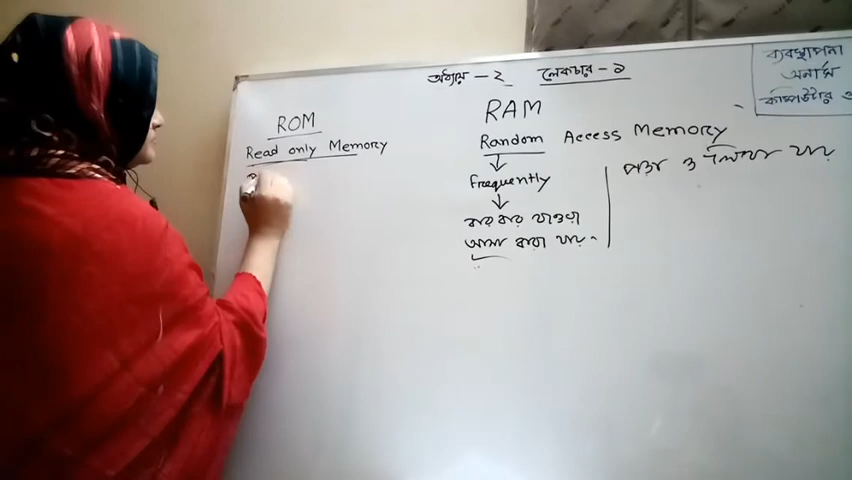 অধ্যায় - ২ লেকচার - ১
ব্যবস্থাপনা
অনার্স
কম্পিউটার
ROM
Read only Memory
RAM
Random Access Memory
Frequently
বার বার যাওয়া
আসা করা যায়
পড়া ও লিখা যায়